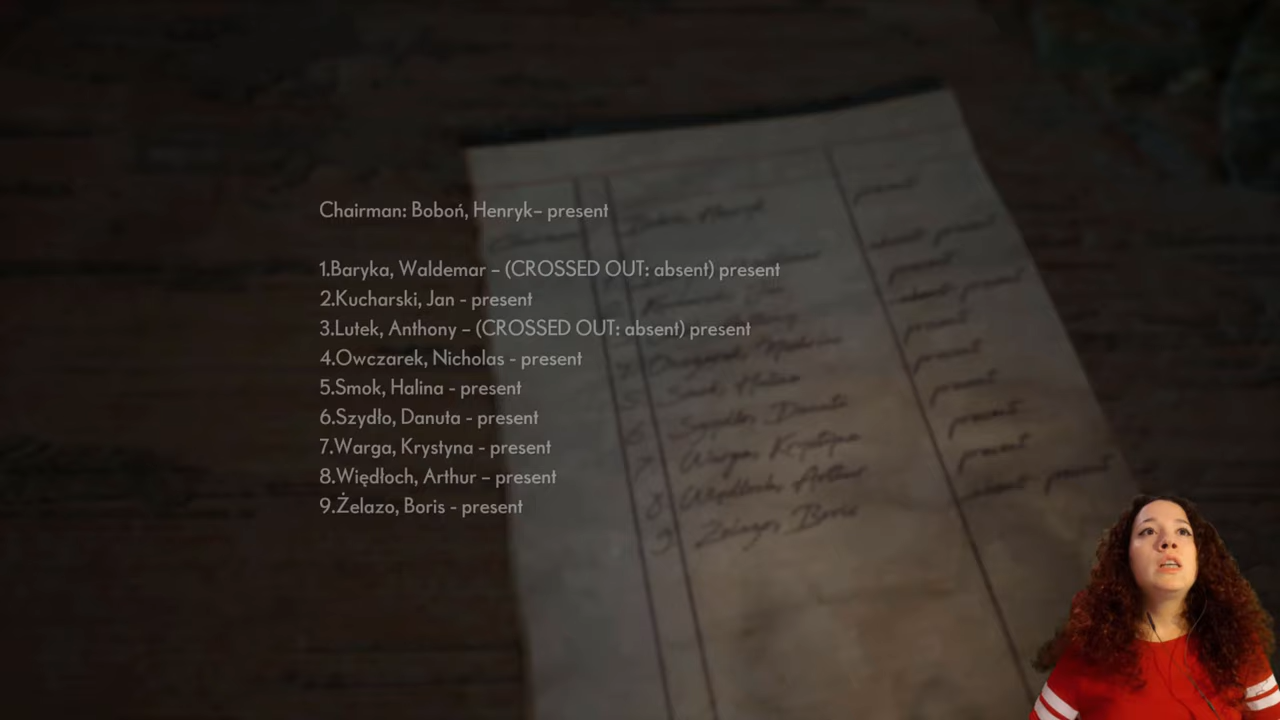 Chairman: Boboń, Henryk– present
1.Baryka, Waldemar – (CROSSED OUT: absent) present
2.Kucharski, Jan - present
3.Lutek, Anthony – (CROSSED OUT: absent) present
4.Owczarek, Nicholas - present
5.Smok, Halina - present
6.Szydło, Danuta - present
7.Warga, Krystyna - present
8.Więdłoch, Arthur – present
9.Żelazo, Boris - present